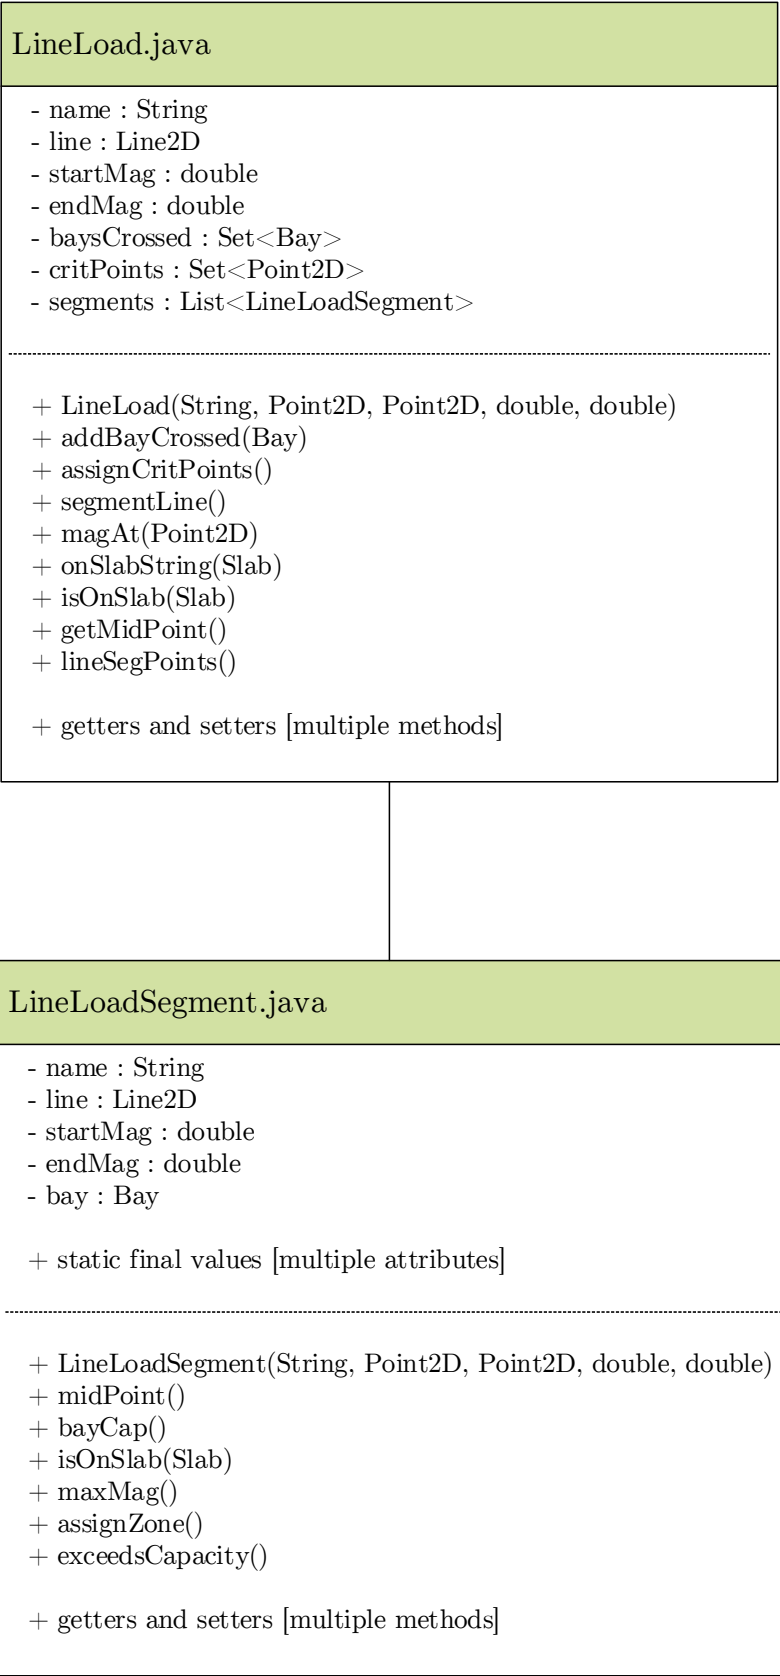 LineLoad.java
- name : String
- line : Line2D
- startMag : double
- endMag : double
- baysCrossed : Set<Bay>
- critPoints : Set<Point2D>
- segments : List<LineLoadSegment>
+ LineLoad(String, Point2D, Point2D, double, double)
+ addBayCrossed(Bay)
+ assignCritPoints()
+ segmentLine()
+ magAt(Point2D)
+ onSlabString(Slab)
+ isOnSlab(Slab)
+ getMidPoint()
+ lineSegPoints()
+ getters and setters [multiple methods]
LineLoadSegment.java
- name : String
- line : Line2D
- startMag : double
- endMag : double
- bay : Bay
+ static final values [multiple attributes]
+ LineLoadSegment(String, Point2D, Point2D, double, double)
+ midPoint()
+ bayCap()
+ isOnSlab(Slab)
+ maxMag()
+ assignZone()
+ exceedsCapacity()
+ getters and setters [multiple methods]